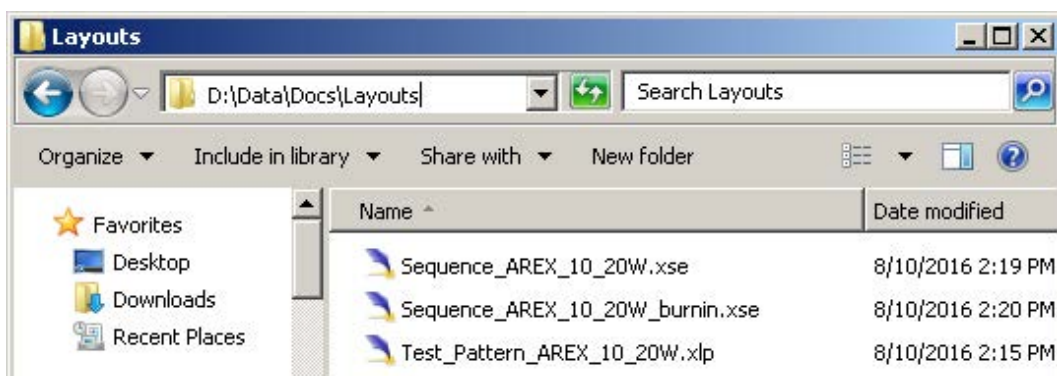 Layouts
D:\Data\Docs\Layouts
Search Layouts
Organize
Include in library
Share with
New folder
Favorites
Desktop
Downloads
Recent Places
Name
Date modified
Sequence_AREX_10_20W.xse
8/10/2016 2:19 PM
Sequence_AREX_10_20W_burnin.xse
8/10/2016 2:20 PM
Test_Pattern_AREX_10_20W.xlp
8/10/2016 2:15 PM